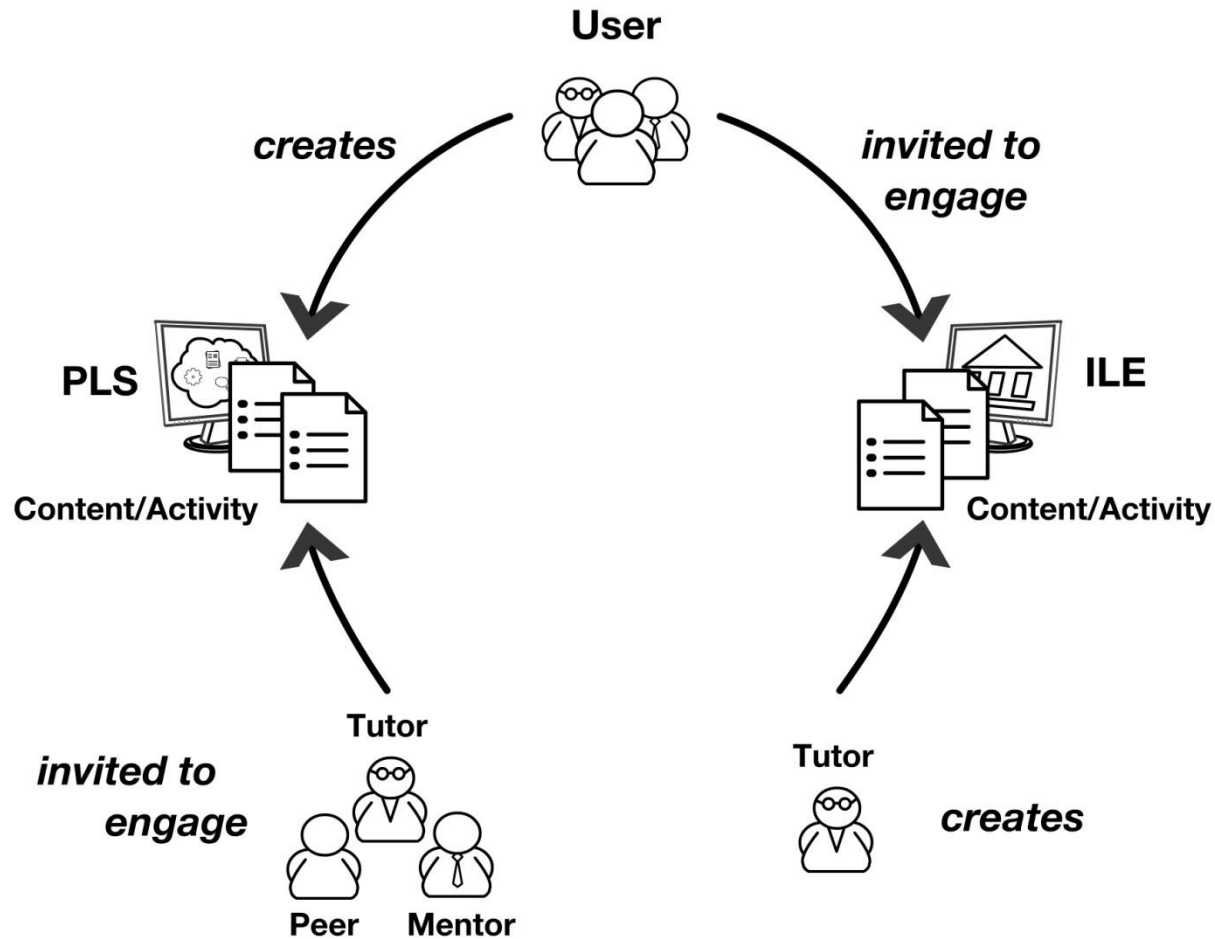 User
creates
invited to
engage
PLS
ILE
Content/Activity
Content/Activity
Tutor
invited to
engage
Peer
Mentor
Tutor
creates